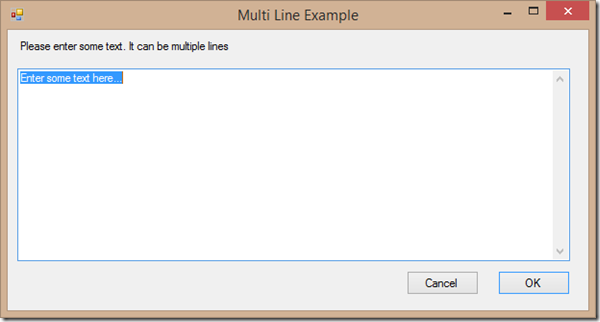 Multi Line Example
Please enter some text. It can be multiple lines
Enter some text here...
Cancel
OK